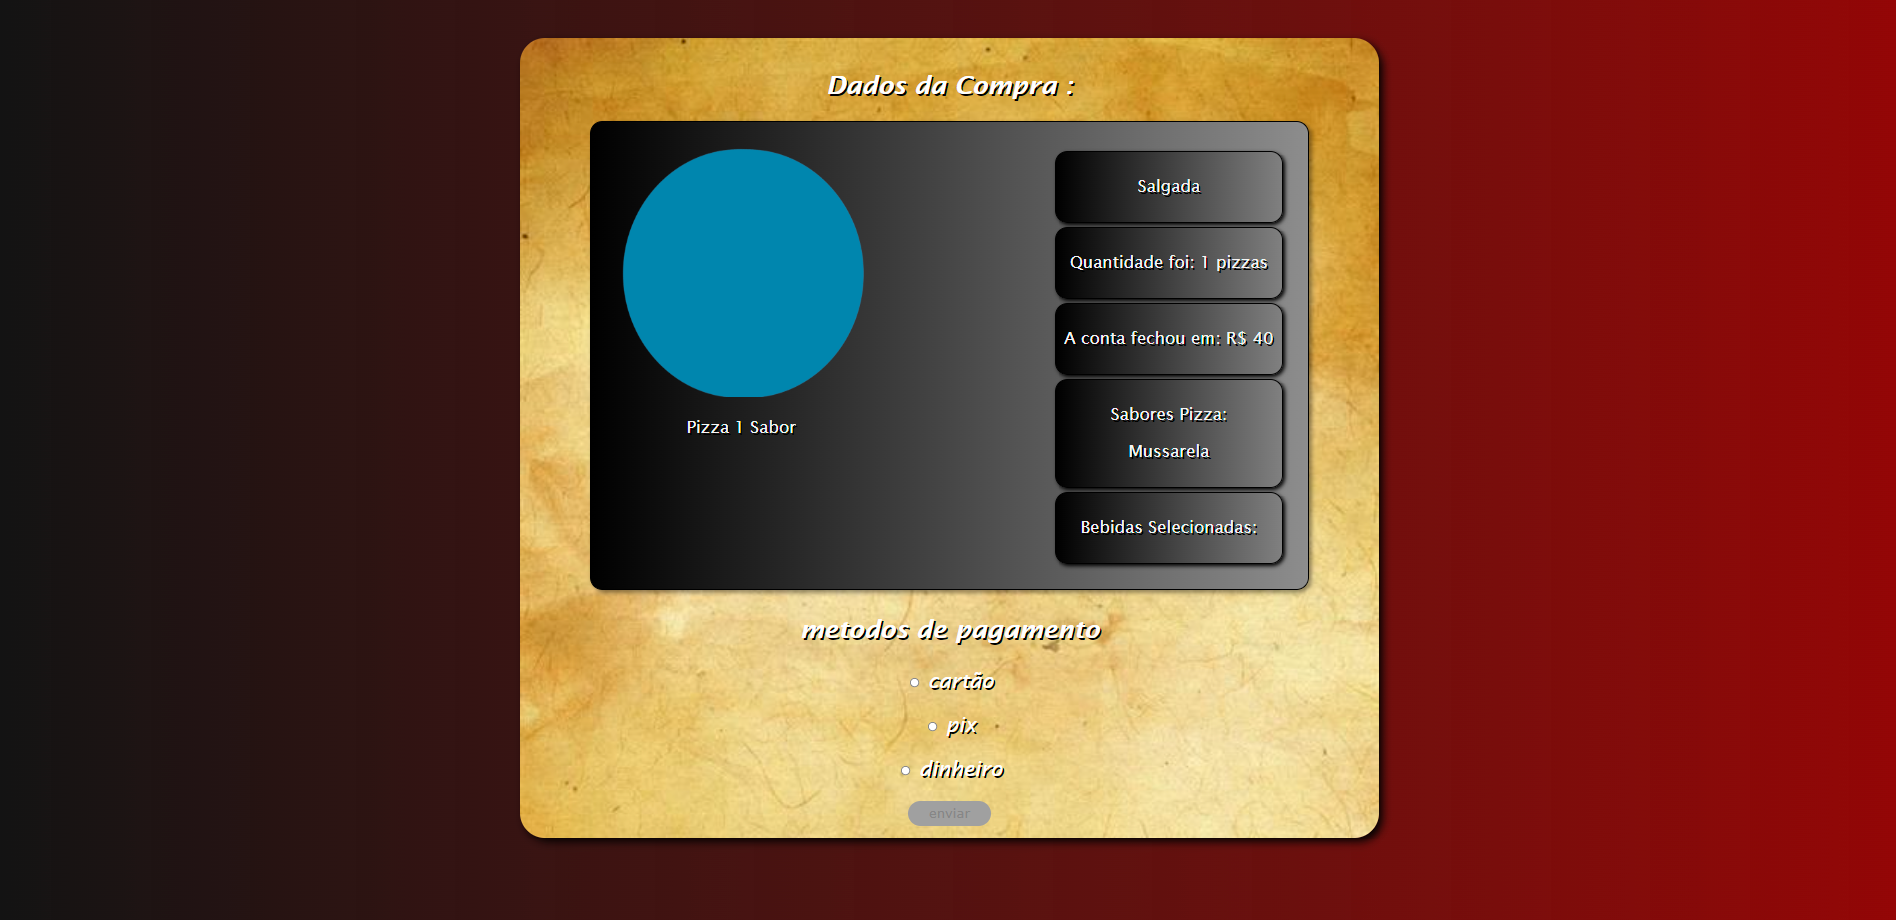 Dados da Compra :
Pizza 1 Sabor
Salgada
Quantidade foi: 1 pizzas
A conta fechou em: R$ 40
Sabores Pizza:
Mussarela
Bebidas Selecionadas:
metodos de pagamento
cartão
pix
dinheiro
enviar